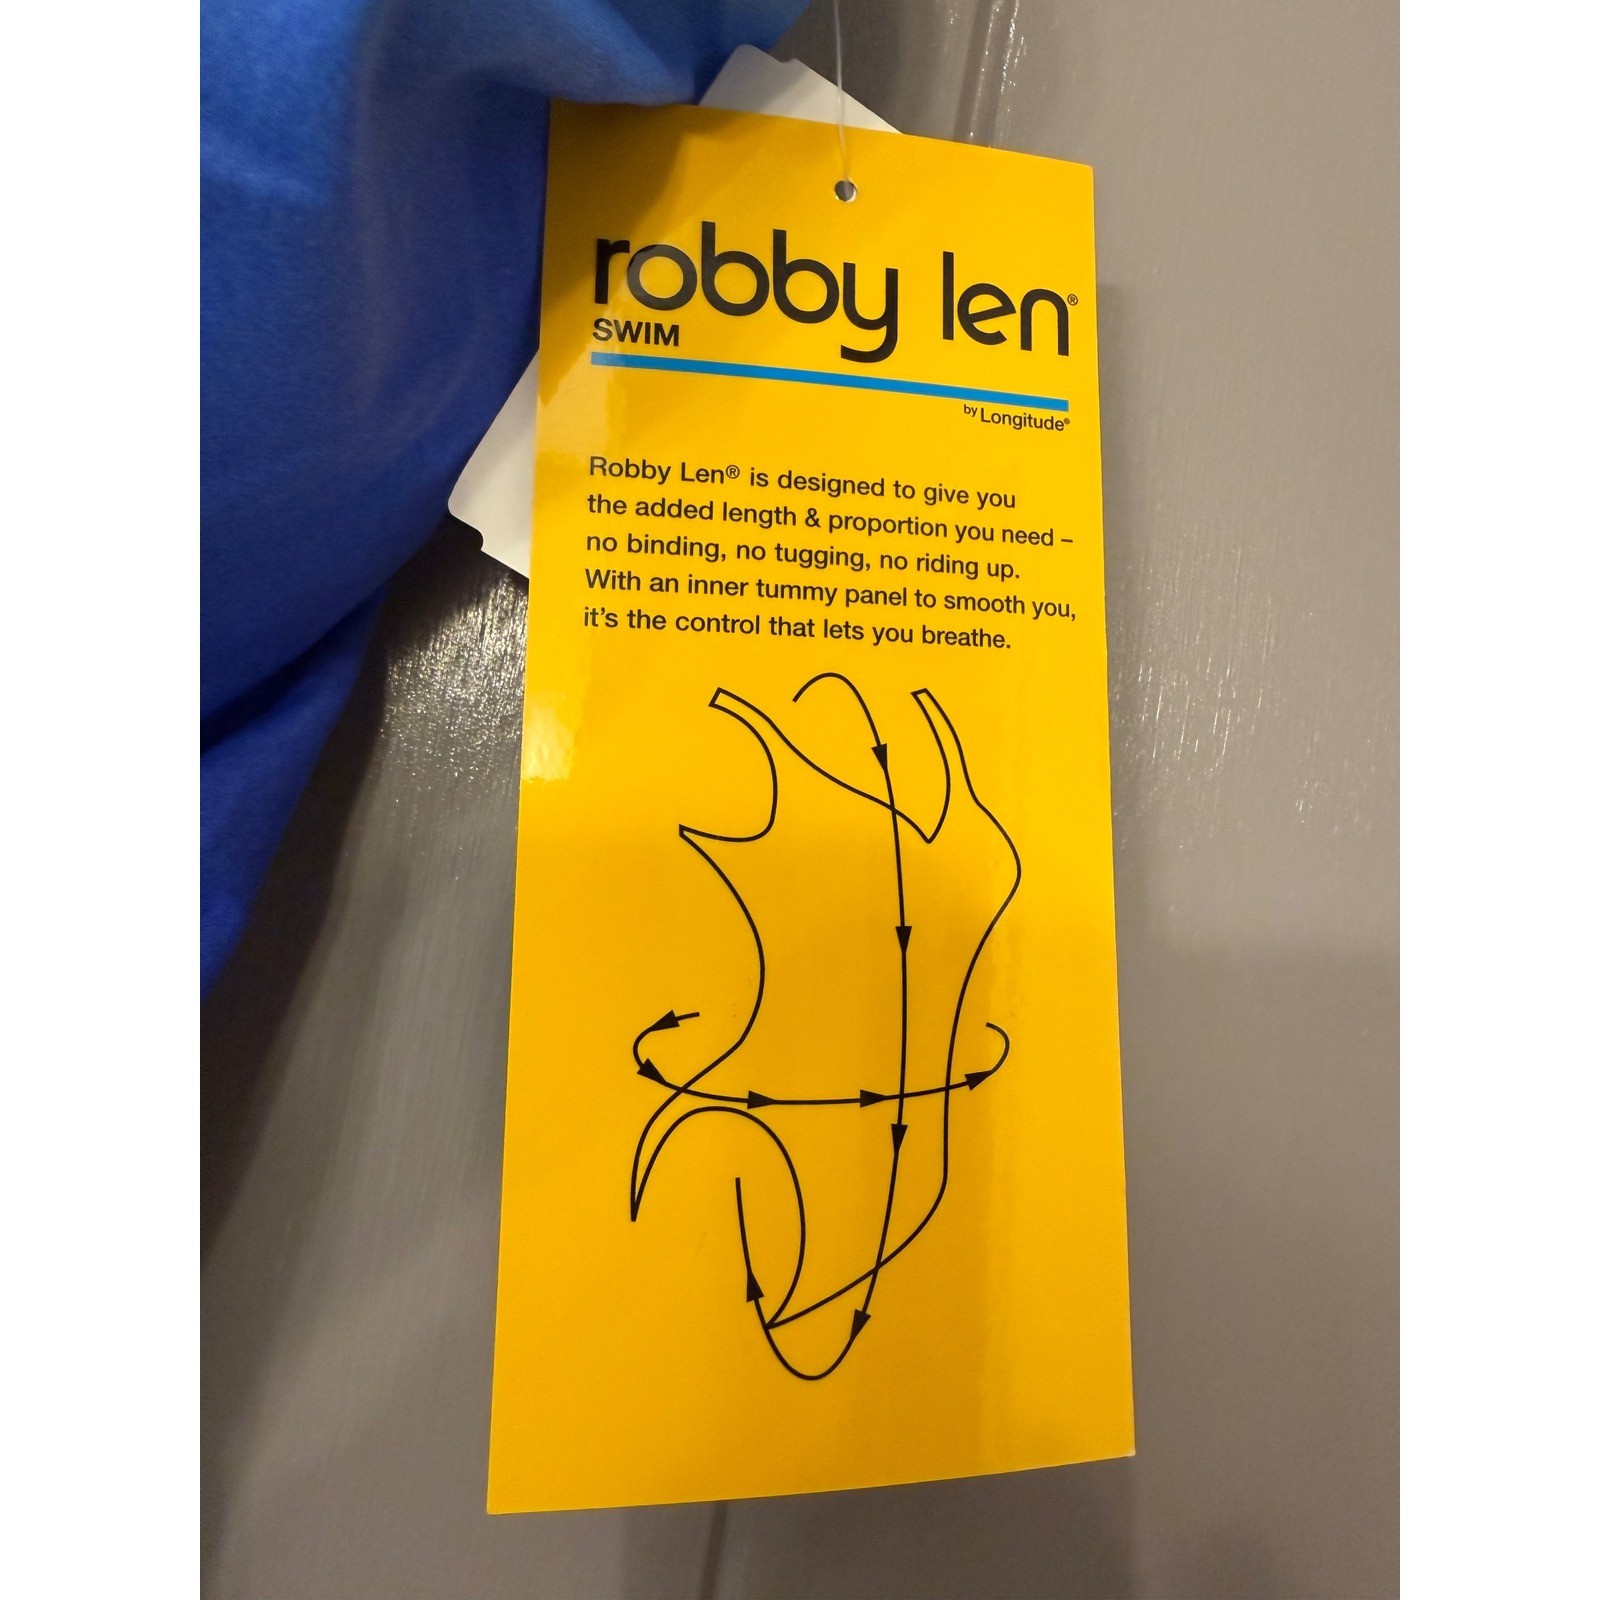 robby len®
SWIM
by Longitude®
Robby Len® is designed to give you
the added length & proportion you need –
no binding, no tugging, no riding up.
With an inner tummy panel to smooth you,
it's the control that lets you breathe.